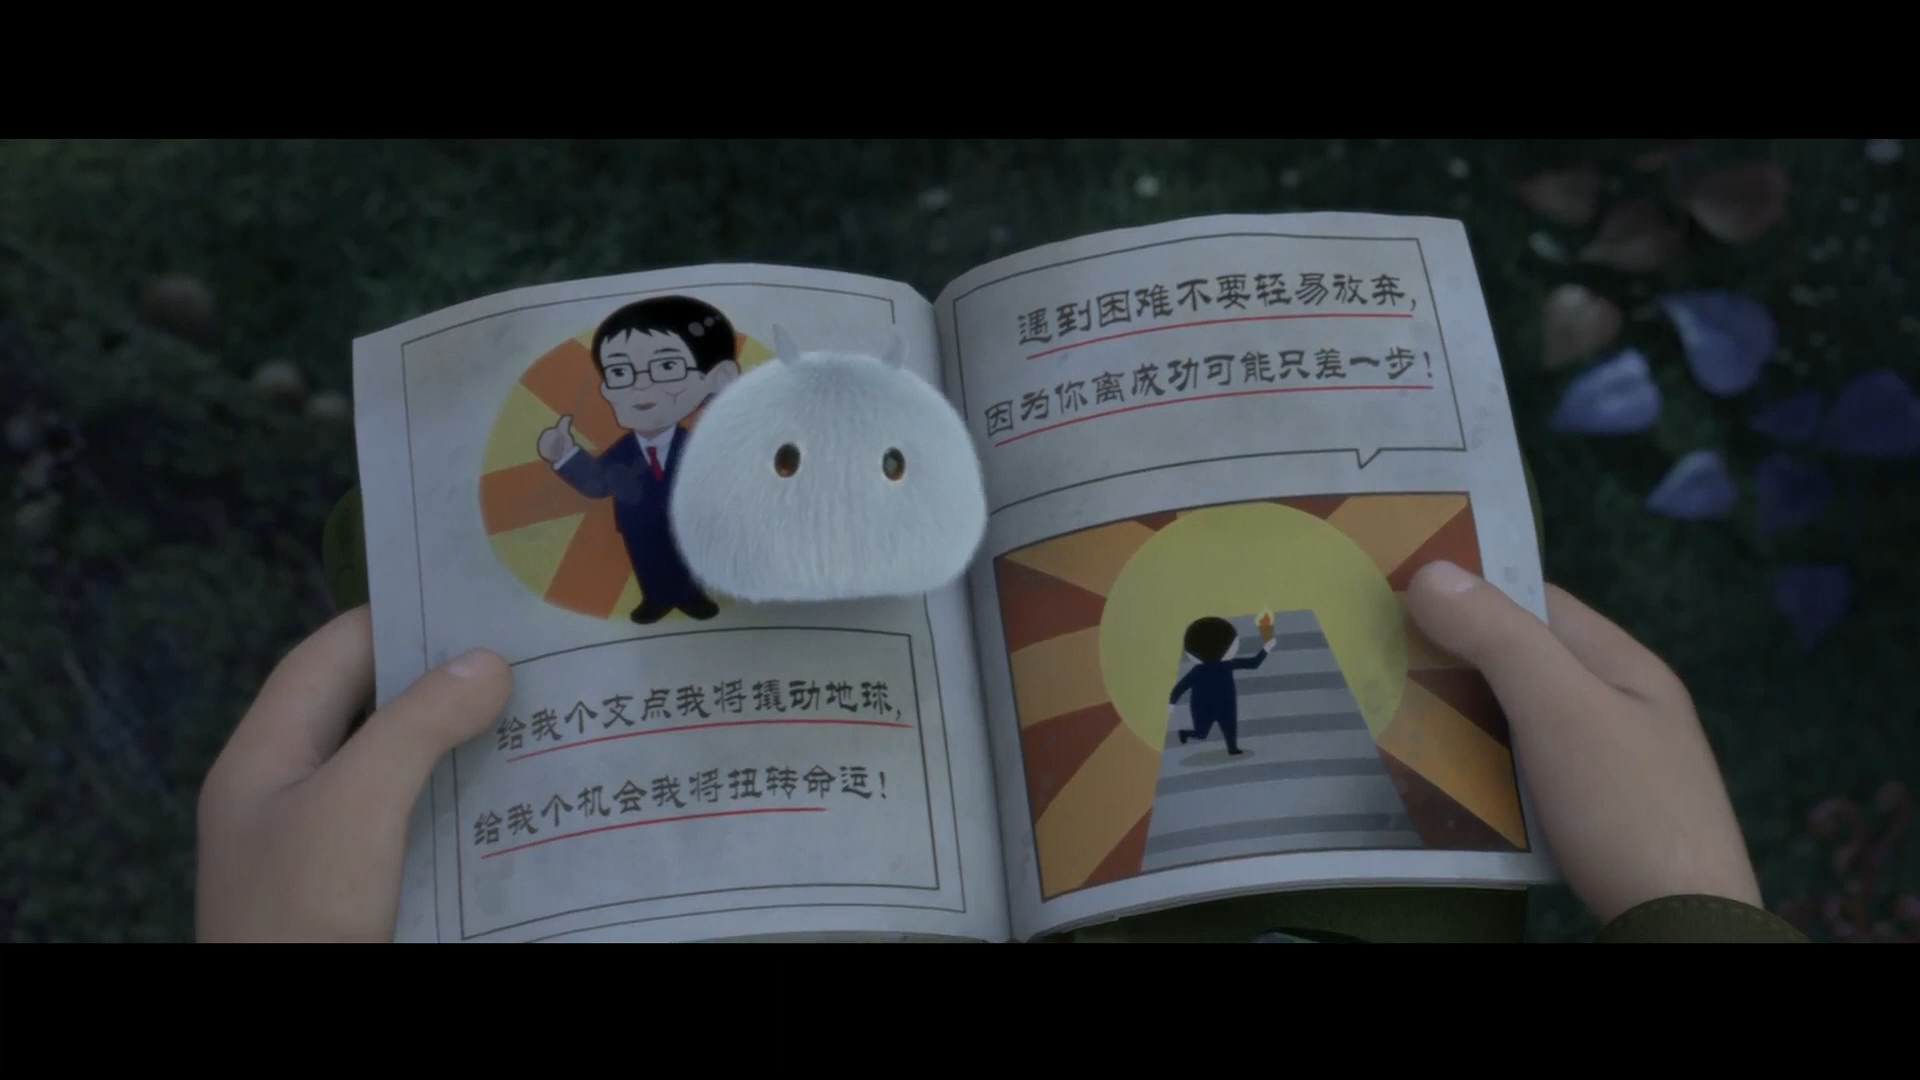 给我个支点我将撬动地球，
给我个机会我将扭转命运！
遇到困难不要轻易放弃，
因为你离成功可能只差一步！